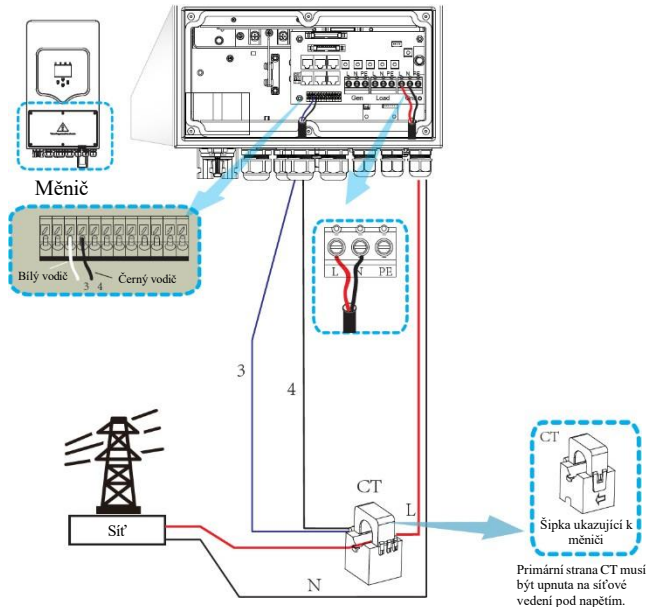 L N PE L N PE L N PE
Gen Load
Měnič
Bílý vodič
3 4
Černý vodič
L N PE
3
4
CT
L
CT
Šipka ukazující k
měniči
Síť
N
Primární strana CT musí
být upnuta na síťové
vedení pod napětím.